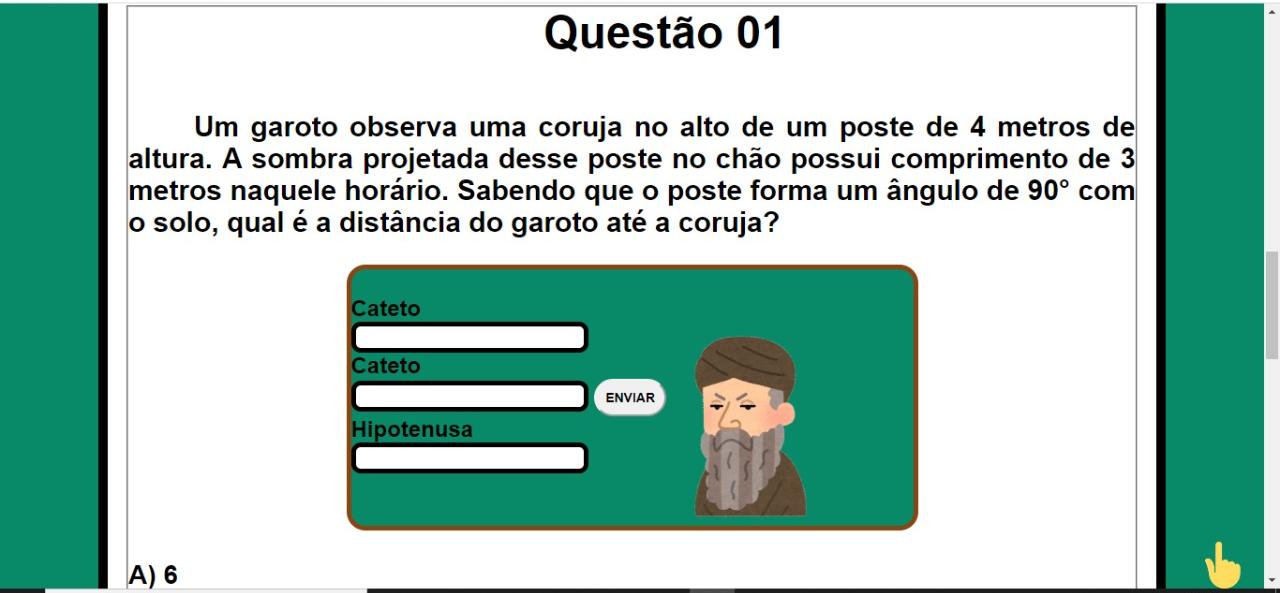 Questão 01
Um garoto observa uma coruja no alto de um poste de 4 metros de
altura. A sombra projetada desse poste no chão possui comprimento de 3
metros naquele horário. Sabendo que o poste forma um ângulo de 90° com
o solo, qual é a distância do garoto até a coruja?
Cateto
Cateto
ENVIAR
Hipotenusa
A) 6